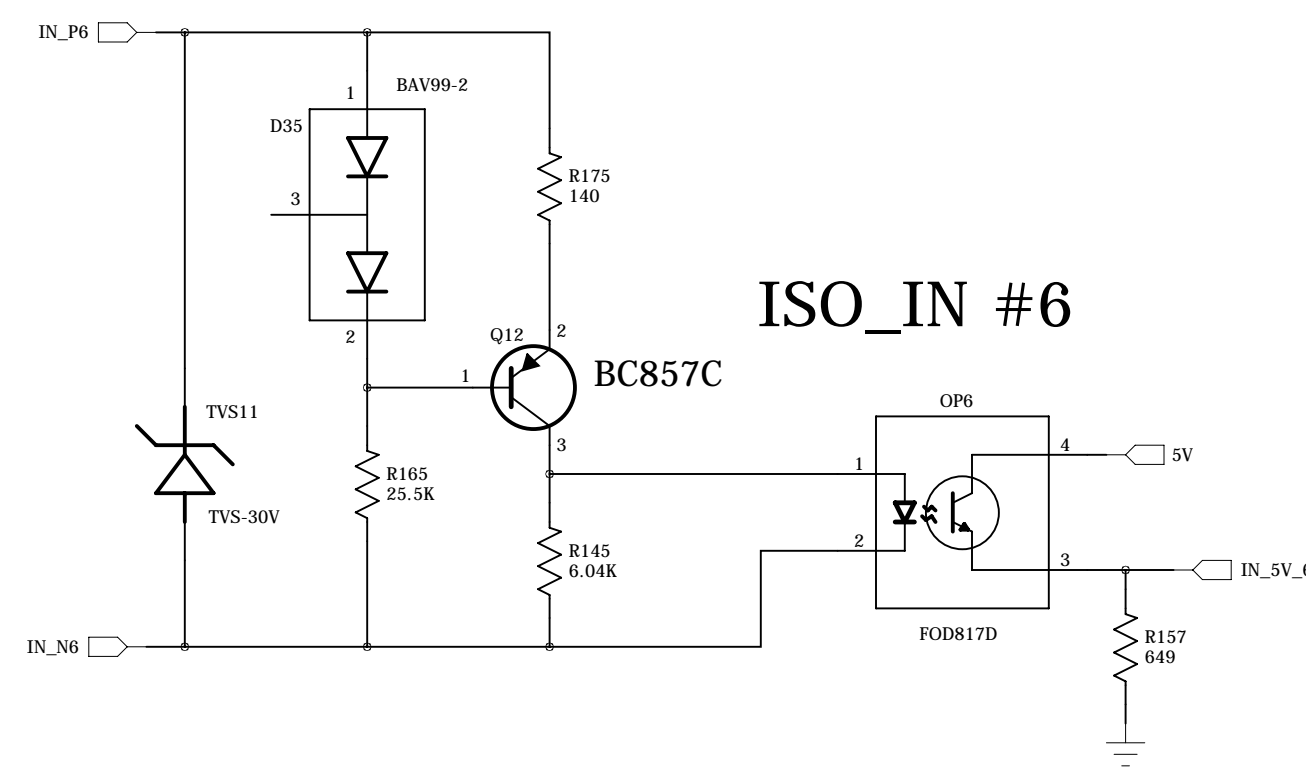 IN_P6
1
BAV99-2
D35
3
2
R175
140
ISO_IN #6
Q12
2
1
BC857C
3
TVS11
TVS-30V
R165
25.5K
R145
6.04K
OP6
1
2
4
5V
3
IN_5V_6
FOD817D
IN_N6
R157
649